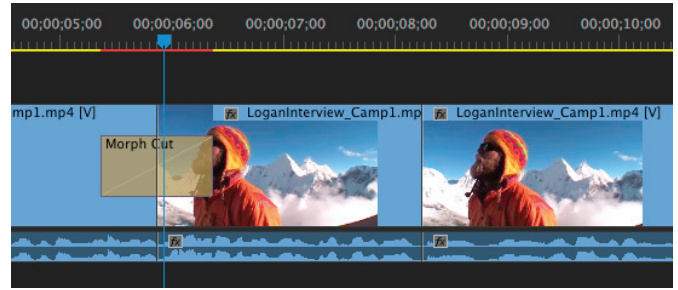 00;00;05;00 00;00;06;00 00;00;07;00 00;00;08;00 00;00;09;00 00;00;10;00
mp1.mp4 [V] fx LoganInterview_Camp1.mp fx LoganInterview_Camp1.mp4 [V]
Morph Cut
fx fx